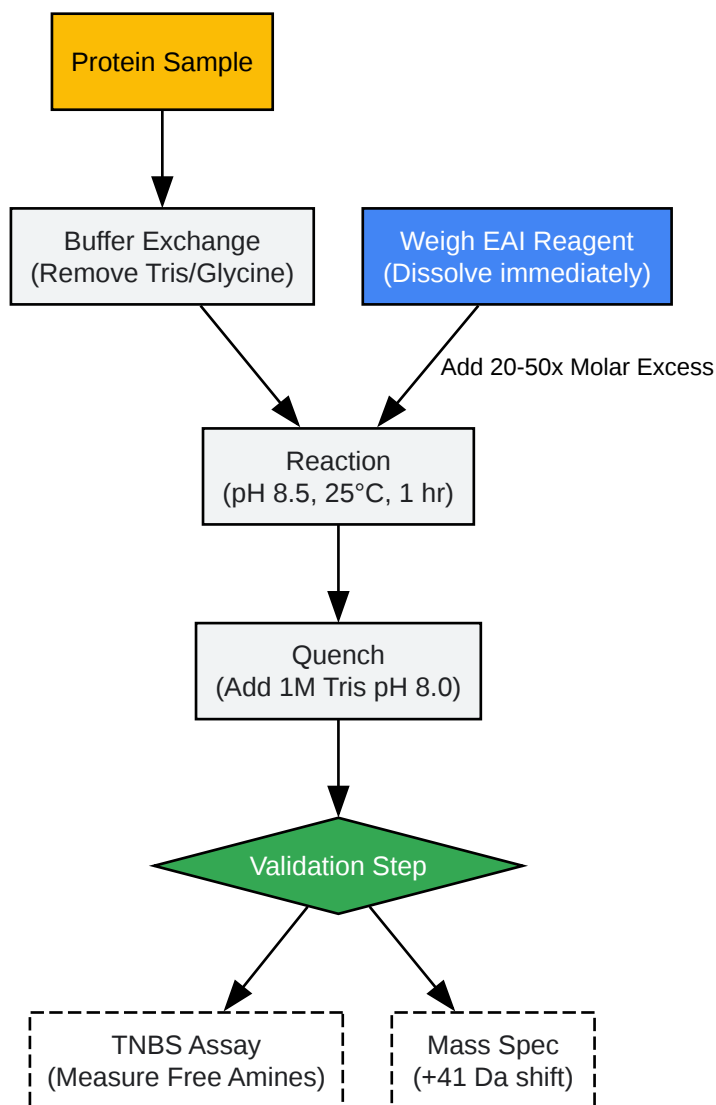 Protein Sample
Buffer Exchange
(Remove Tris/Glycine)
Weigh EAI Reagent
(Dissolve immediately)
Add 20-50x Molar Excess
Reaction
(pH 8.5, 25°C, 1 hr)
Quench
(Add 1M Tris pH 8.0)
Validation Step
TNBS Assay
(Measure Free Amines)
Mass Spec
(+41 Da shift)